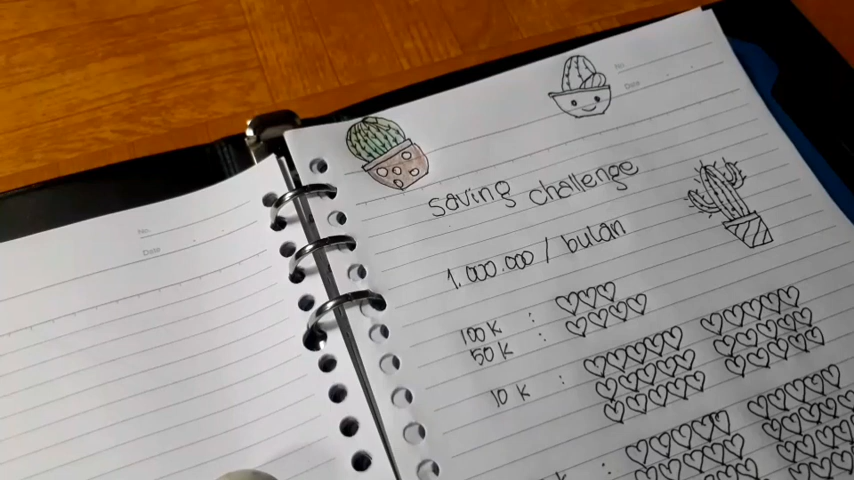 No.
Date
No.
Date
saving challenge
1.000.000 / bulan
100 K :
50 K :
10 K :
K :